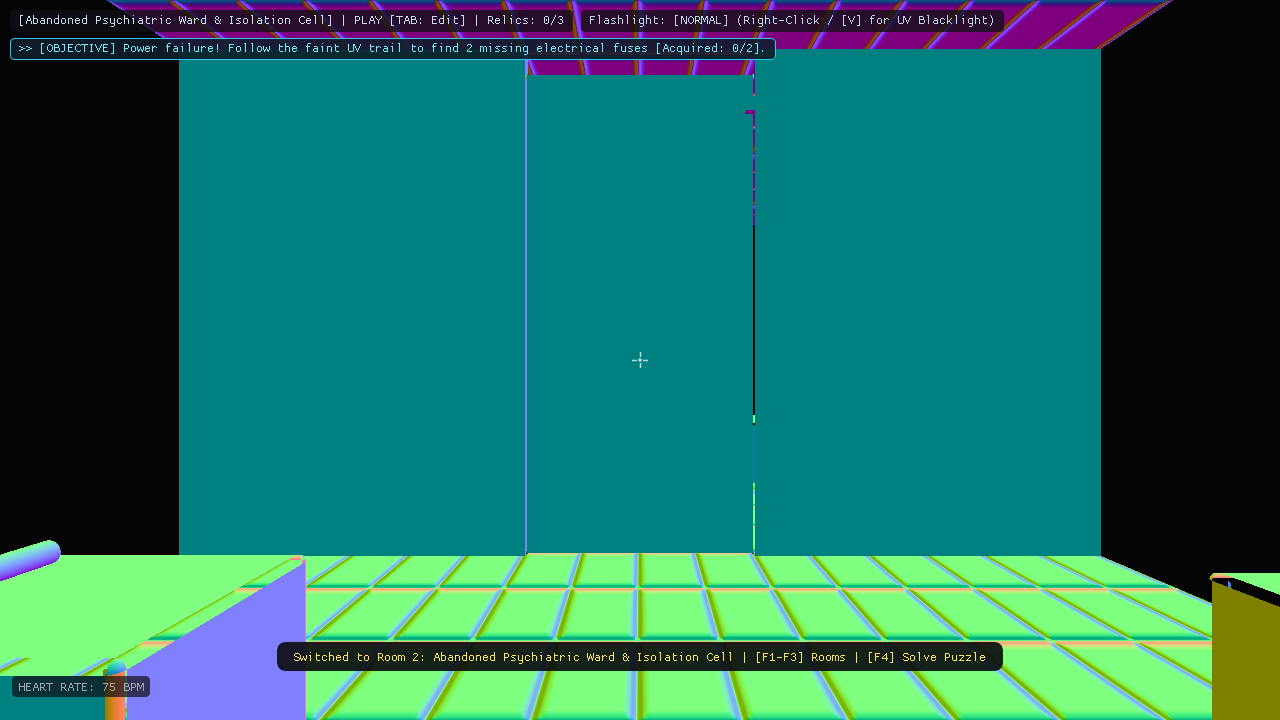 [Abandoned Psychiatric Ward & Isolation Cell] | PLAY [TAB: Edit] | Relics: 0/3
Flashlight: [NORMAL] (Right-Click / [V] for UV Blacklight)
>> [OBJECTIVE] Power failure! Follow the faint UV trail to find 2 missing electrical fuses [Acquired: 0/2].
Switched to Room 2: Abandoned Psychiatric Ward & Isolation Cell | [F1-F3] Rooms | [F4] Solve Puzzle
HEART RATE: 75 BPM